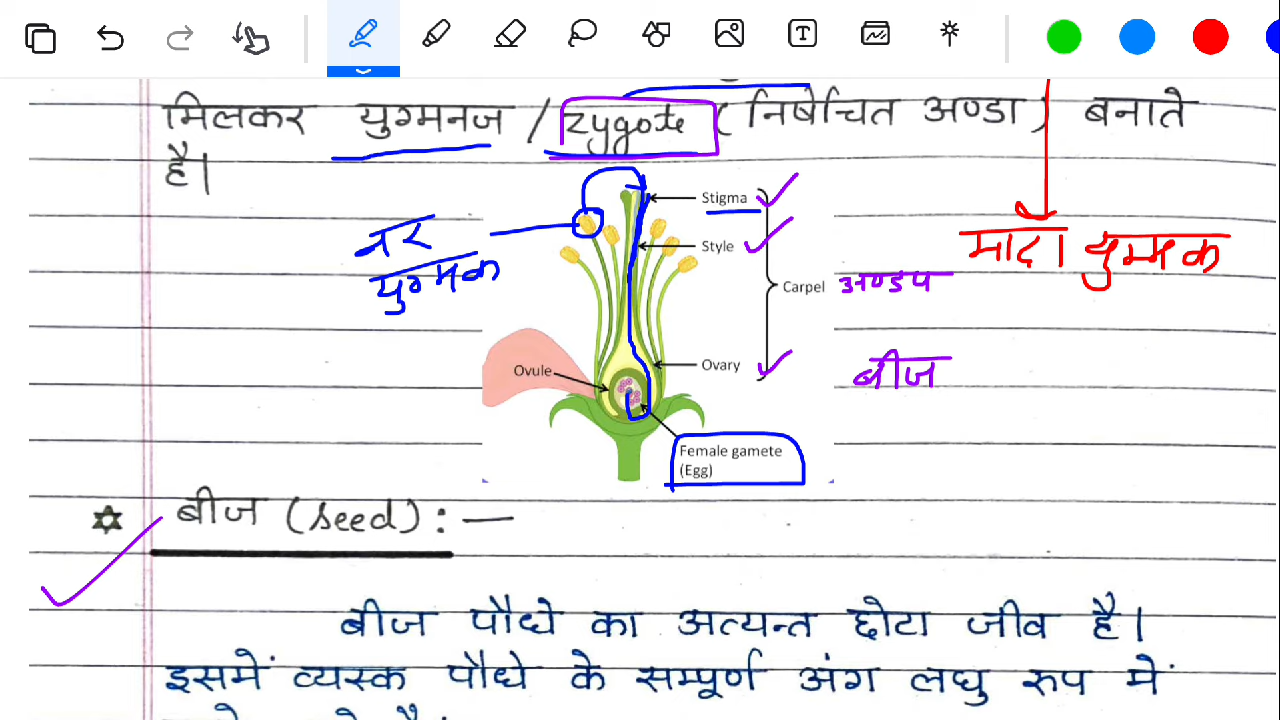 मिलकर युग्मनज / zygote (निषेचित अण्डा) बनाते
है।
Stigma
Style
Carpel अण्डप
Ovary
Ovule
Female gamete
(Egg)
नर
युग्मक
मादा युग्मक
बीज
बीज (seed) : —
बीज पौधे का अत्यन्त छोटा जीव है।
इसमें व्यस्क पौधे के सम्पूर्ण अंग लघु रुप में